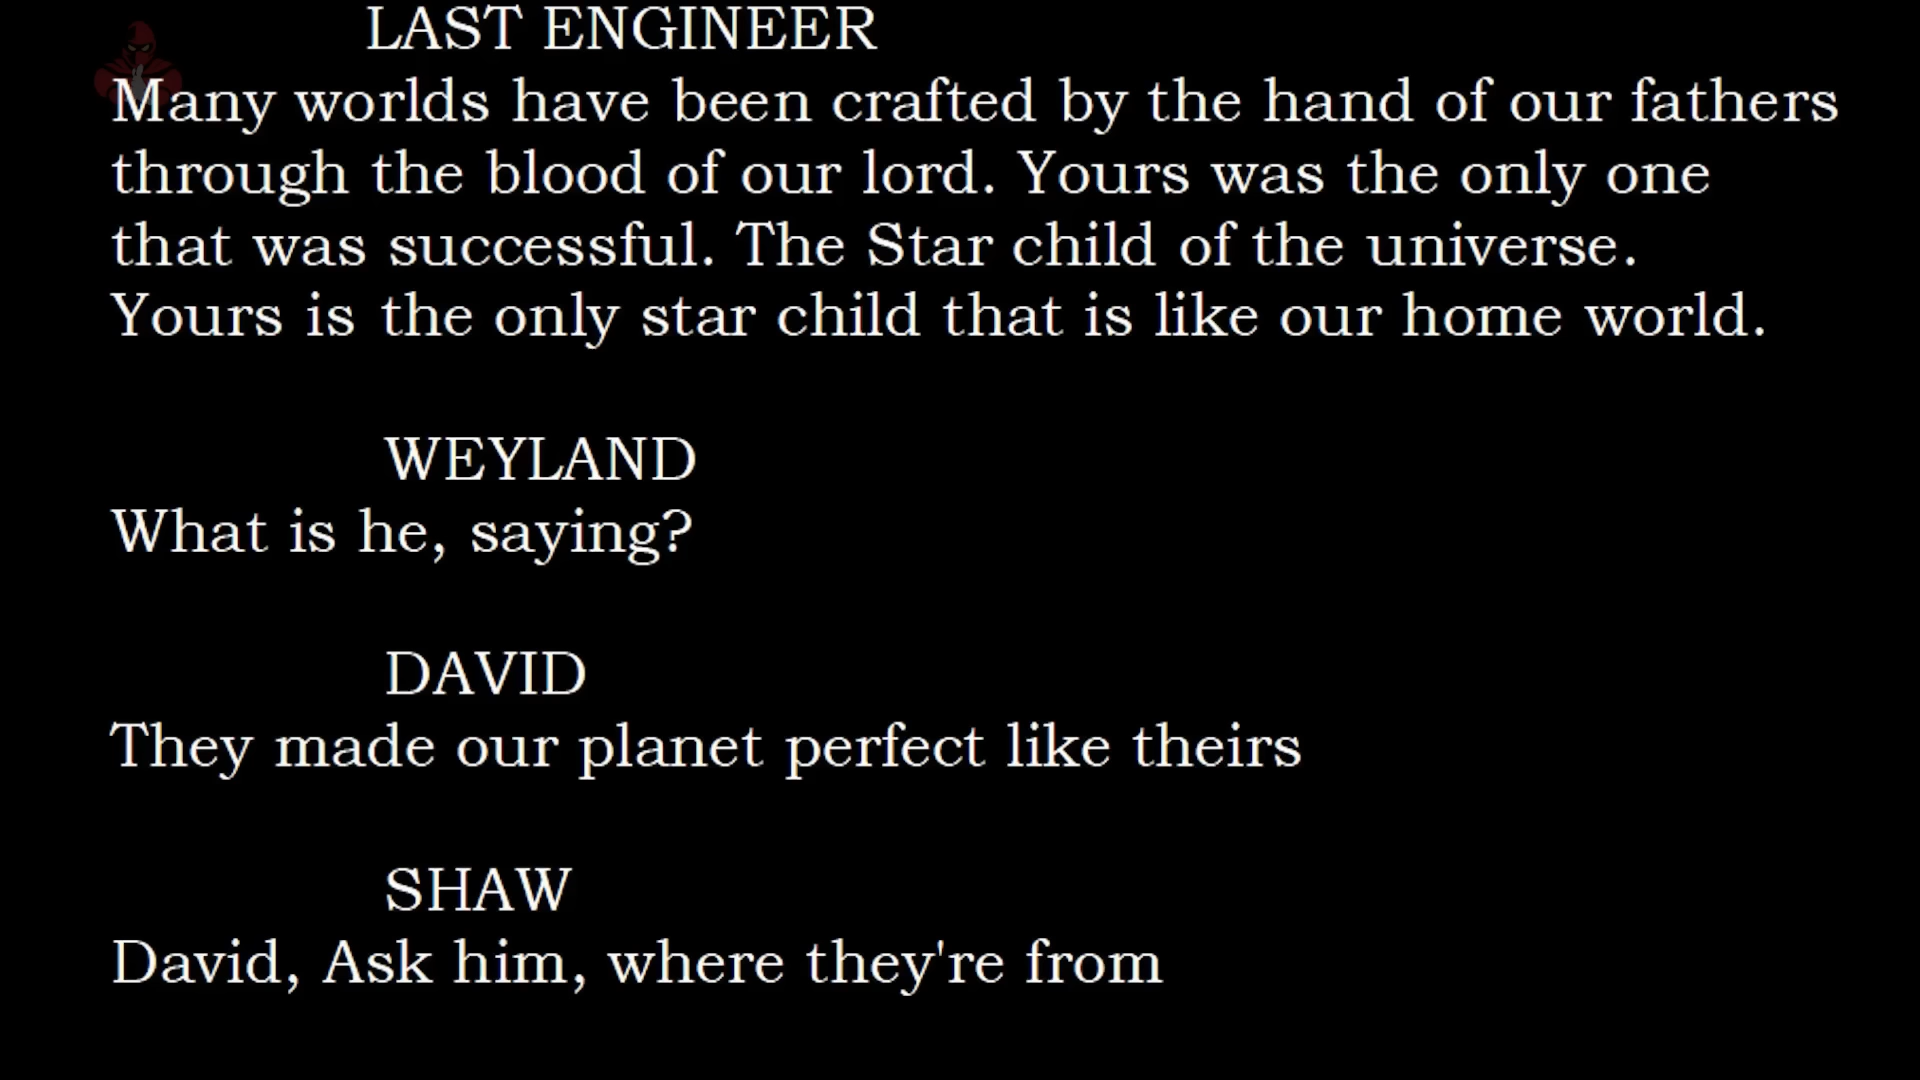 LAST ENGINEER
Many worlds have been crafted by the hand of our fathers
through the blood of our lord. Yours was the only one
that was successful. The Star child of the universe.
Yours is the only star child that is like our home world.
WEYLAND
What is he, saying?
DAVID
They made our planet perfect like theirs
SHAW
David, Ask him, where they're from